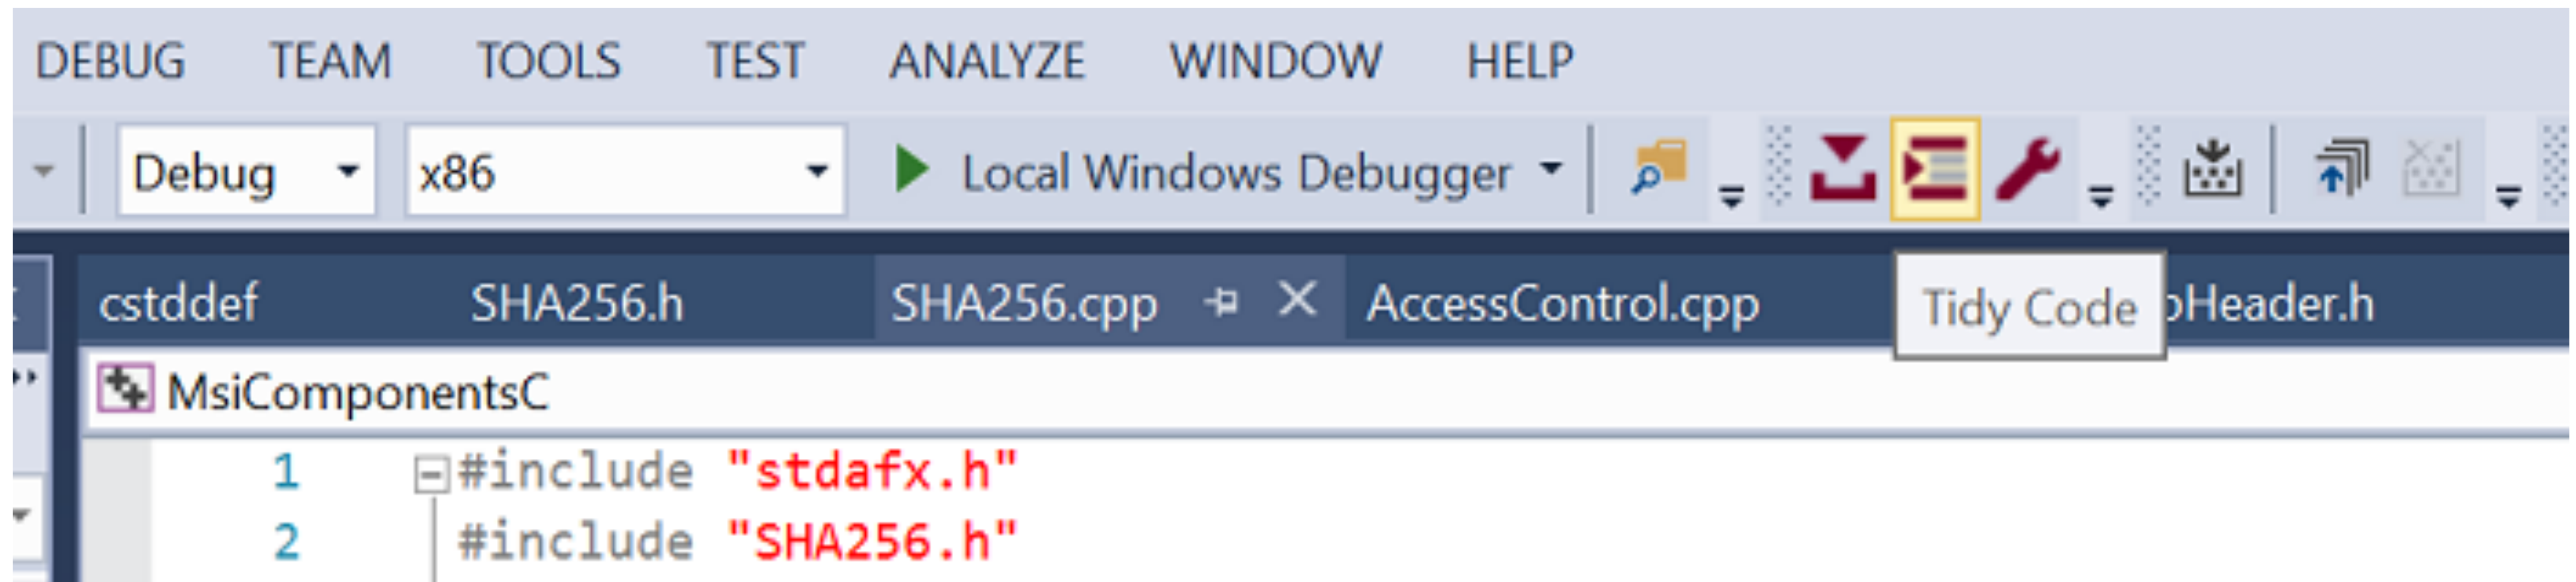 DEBUG TEAM TOOLS TEST ANALYZE WINDOW HELP
Debug x86 Local Windows Debugger
cstddef SHA256.h SHA256.cpp AccessControl.cpp Tidy Code
MsiComponentsC
1 #include "stdafx.h"
2 #include "SHA256.h"